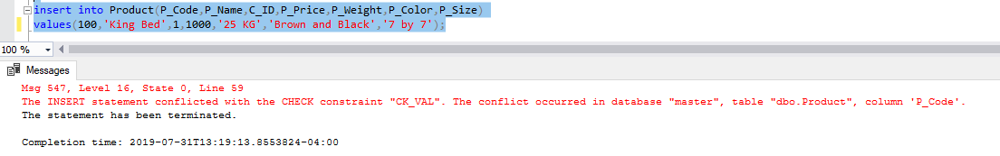 insert into Product(P_Code,P_Name,C_ID,P_Price,P_Weight,P_Color,P_Size)
values(100,'King Bed',1,1000,'25 KG','Brown and Black','7 by 7');
100 %
Messages
Msg 547, Level 16, State 0, Line 59
The INSERT statement conflicted with the CHECK constraint "CK_VAL". The conflict occurred in database "master", table "dbo.Product", column 'P_Code'.
The statement has been terminated.
Completion time: 2019-07-31T13:19:13.8553824-04:00